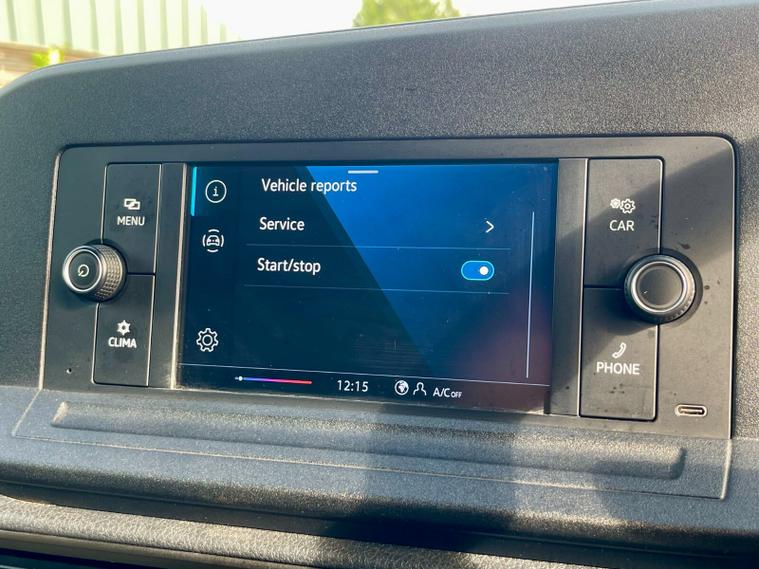 Vehicle reports
Service
Start/stop
12:15
A/C OFF
MENU
CLIMA
CAR
PHONE